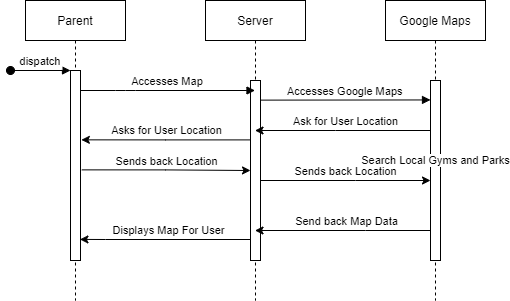 Parent
Server
Google Maps
dispatch
Accesses Map
Accesses Google Maps
Ask for User Location
Asks for User Location
Search Local Gyms and Parks
Sends back Location
Sends back Location
Send back Map Data
Displays Map For User